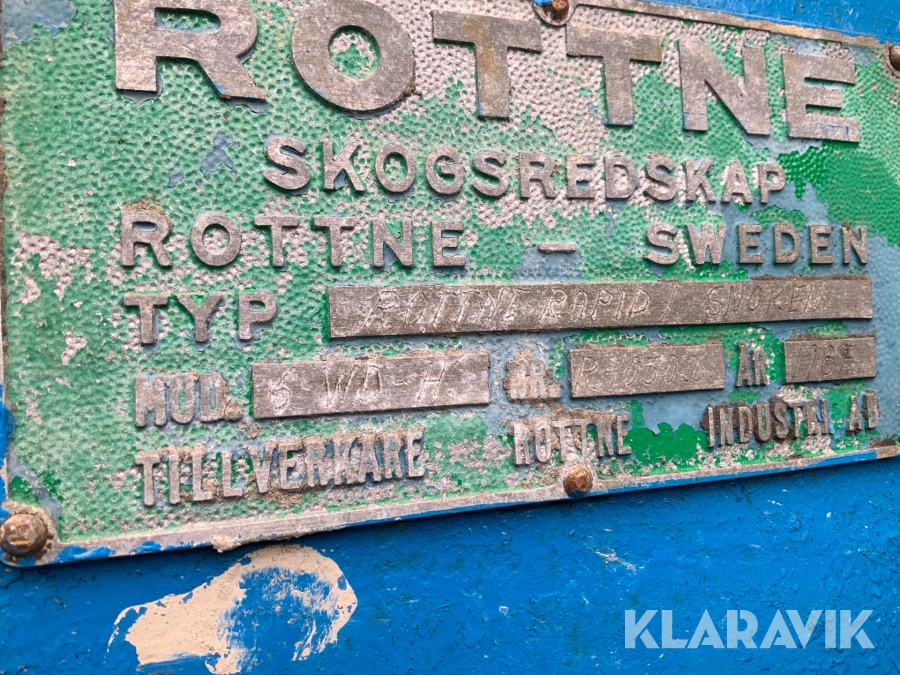 ROTTNE
SKOGSREDSKAP
ROTTNE – SWEDEN
TYP ROTTNE RAPID / SNOKEN
MOD. 6 WD-H NR. ÅR
TILLVERKARE ROTTNE INDUSTRI AB
KLARAVIK